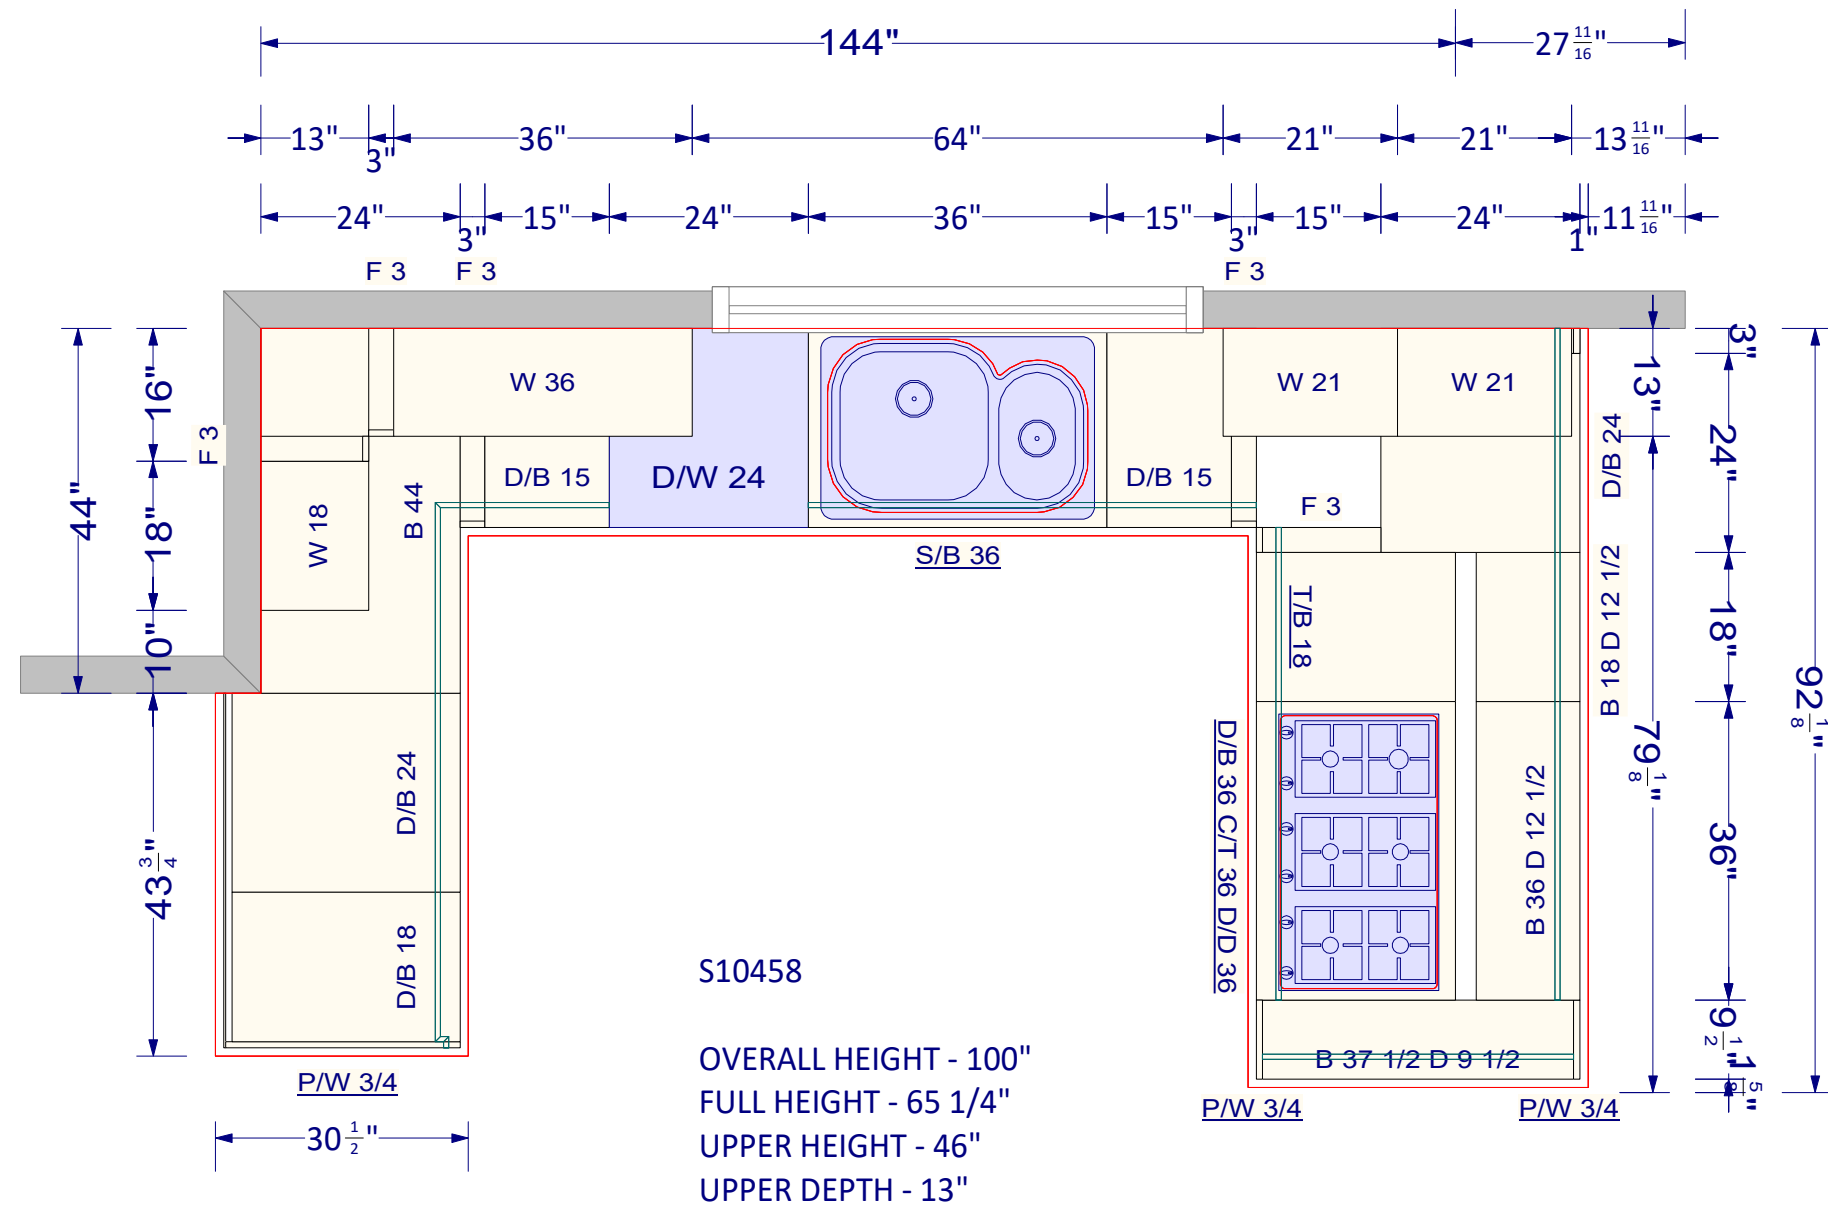 144"
27 11/16"
13"
3"
36"
64"
21"
21"
13 11/16"
24"
3"
15"
24"
36"
15"
3"
15"
24"
1"
11 11/16"
F 3
F 3
F 3
16"
18"
10"
44"
43 3/4"
F 3
W 36
W 18
B 44
D/B 15
D/W 24
S/B 36
D/B 15
W 21
W 21
F 3
D/B 24
B 18 D 12 1/2
T/B 18
D/B 36 C/T 36 D/D 36
B 36 D 12 1/2
B 37 1/2 D 9 1/2
13"
79 1/8"
3"
24"
18"
36"
9 1/2"
1 5/8"
92 1/8"
D/B 24
D/B 18
P/W 3/4
30 1/2"
P/W 3/4
P/W 3/4
S10458
OVERALL HEIGHT - 100"
FULL HEIGHT - 65 1/4"
UPPER HEIGHT - 46"
UPPER DEPTH - 13"